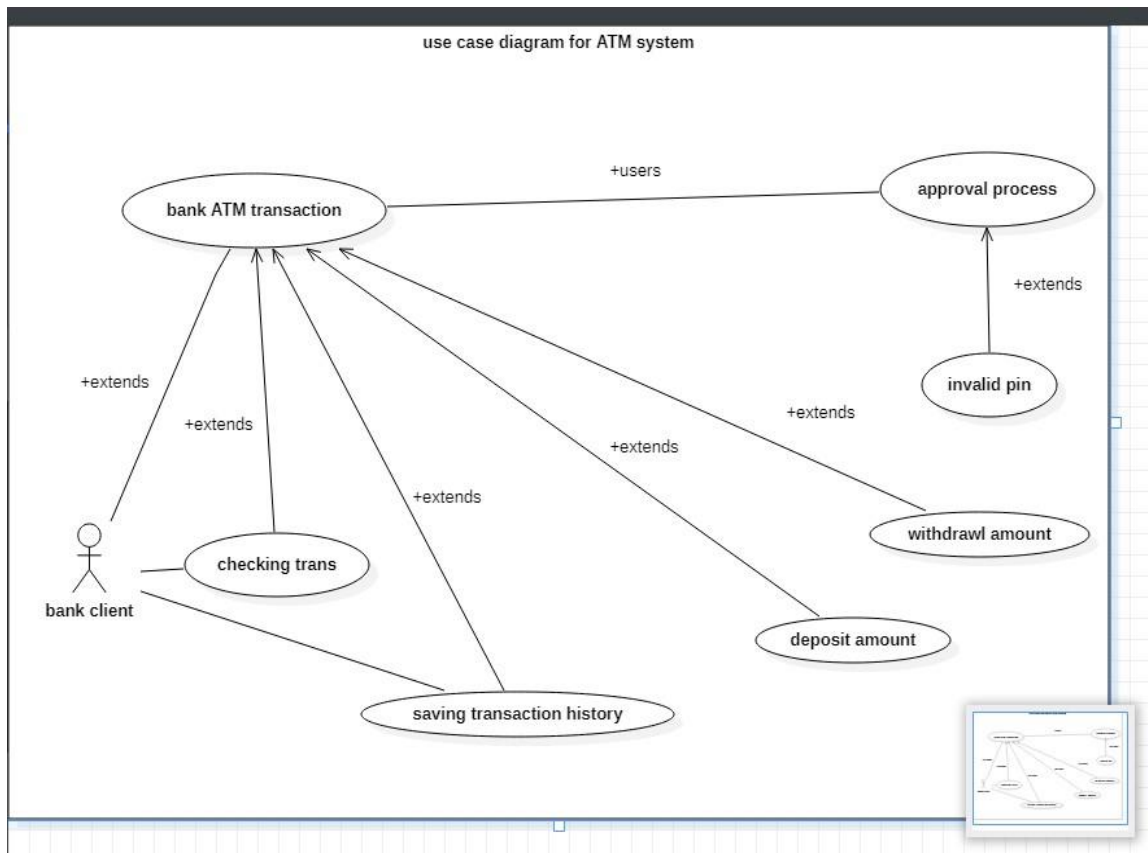 use case diagram for ATM system
+users
approval process
bank ATM transaction
+extends
invalid pin
+extends
+extends
+extends
+extends
+extends
withdrawl amount
checking trans
bank client
deposit amount
saving transaction history